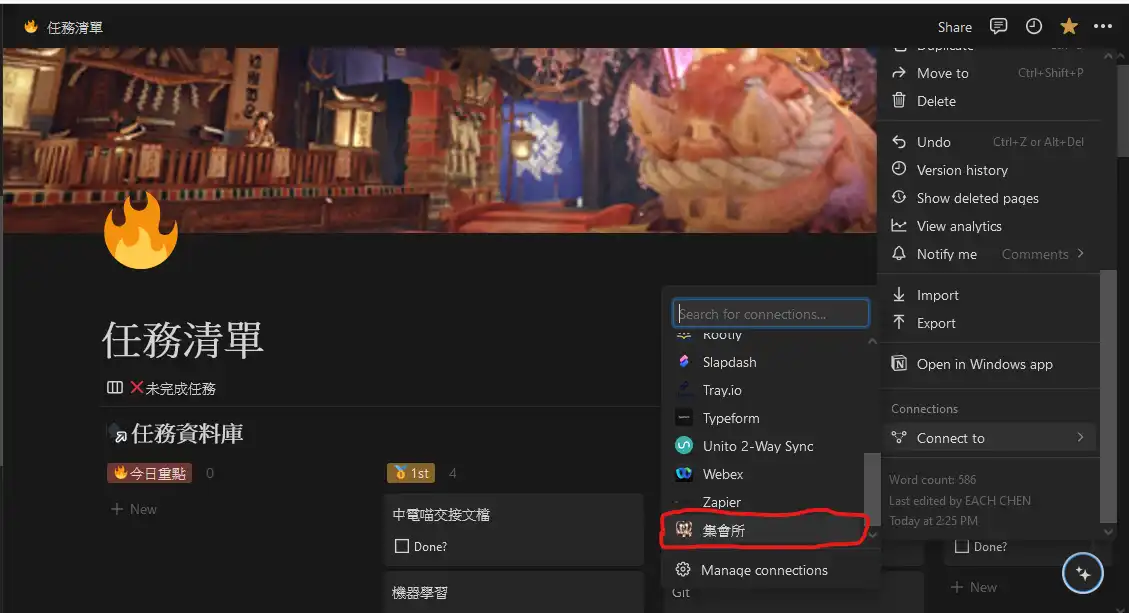 任務清單
Share
Duplicate
Move to Ctrl+Shift+P
Delete
Undo Ctrl+Z or Alt+Del
Version history
Show deleted pages
View analytics
Notify me Comments
Import
Export
Open in Windows app
Connections
Connect to
Word count: 586
Last edited by EACH CHEN
Today at 2:25 PM
Search for connections...
Rootly
Slapdash
Tray.io
Typeform
Unito 2-Way Sync
Webex
Zapier
集會所
Manage connections
任務清單
未完成任務
任務資料庫
今日重點 0
New
1st 4
中電喵交接文檔
Done?
機器學習
Git
Done?
New